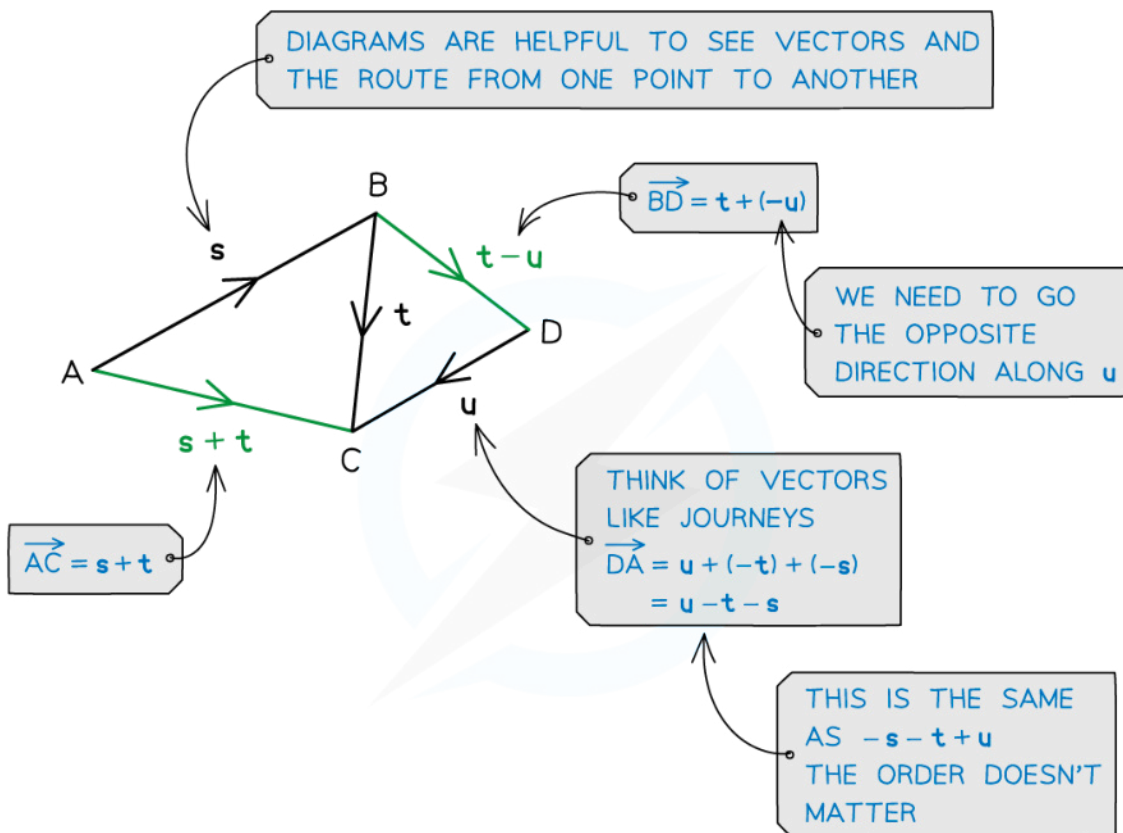 DIAGRAMS ARE HELPFUL TO SEE VECTORS AND
THE ROUTE FROM ONE POINT TO ANOTHER
B
BD = t + (-u)
s
t - u
WE NEED TO GO
THE OPPOSITE
DIRECTION ALONG u
t
D
A
u
s + t
C
THINK OF VECTORS
LIKE JOURNEYS
DA = u + (-t) + (-s)
= u - t - s
AC = s + t
THIS IS THE SAME
AS -s - t + u
THE ORDER DOESN'T
MATTER